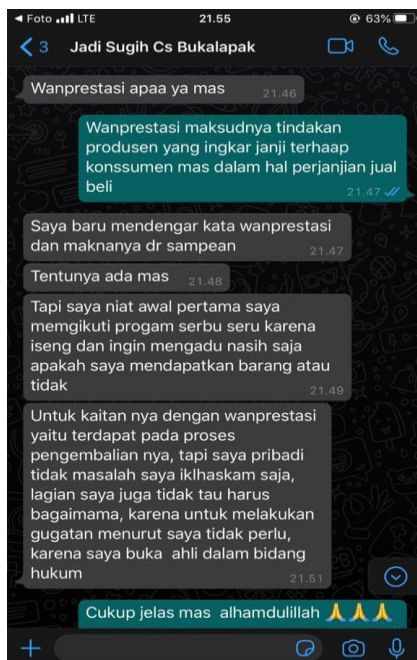 Foto LTE
21.55
63%
3
Jadi Sugih Cs Bukalapak
Wanprestasi apaa ya mas
21.46
Wanprestasi maksudnya tindakan
produsen yang ingkar janji terhaap
konssumen mas dalam hal perjanjian jual
beli
21.47
Saya baru mendengar kata wanprestasi
dan maknanya dr sampean
21.47
Tentunya ada mas
21.48
Tapi saya niat awal pertama saya
memgikuti progam serbu seru karena
iseng dan ingin mengadu nasih saja
apakah saya mendapatkan barang atau
tidak
21.49
Untuk kaitan nya dengan wanprestasi
yaitu terdapat pada proses
pengembalian nya, tapi saya pribadi
tidak masalah saya iklhaskam saja,
lagian saya juga tidak tau harus
bagaimama, karena untuk melakukan
gugatan menurut saya tidak perlu,
karena saya buka ahli dalam bidang
hukum
21.51
Cukup jelas mas alhamdulillah 🙏🙏🙏